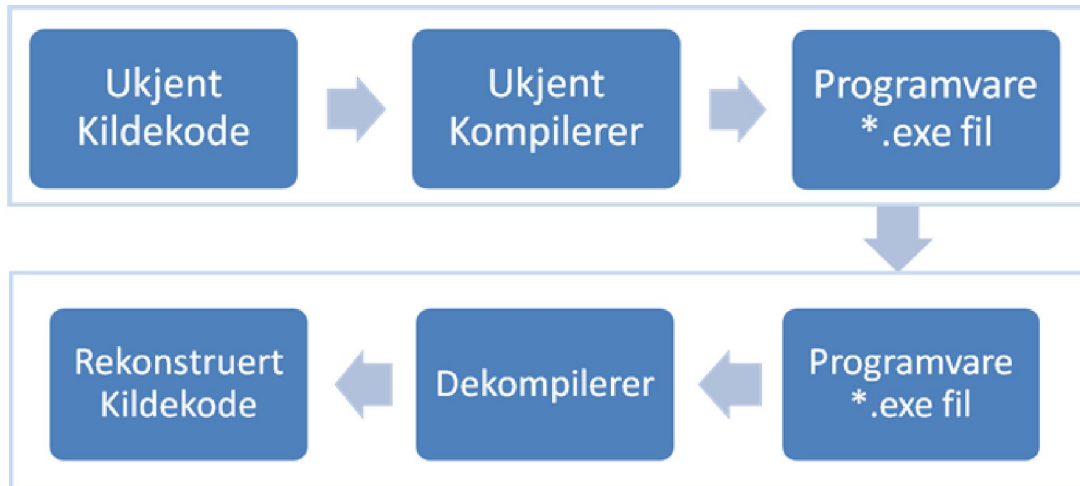 Ukjent
Kildekode
Ukjent
Kompilerer
Programvare
*.exe fil
Rekonstruert
Kildekode
Dekompilerer
Programvare
*.exe fil